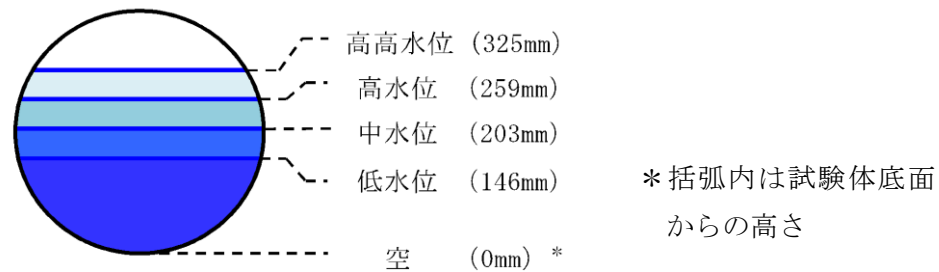 高高水位 (325mm)
高水位 (259mm)
中水位 (203mm)
低水位 (146mm)
空 (0mm) *
＊括弧内は試験体底面
からの高さ